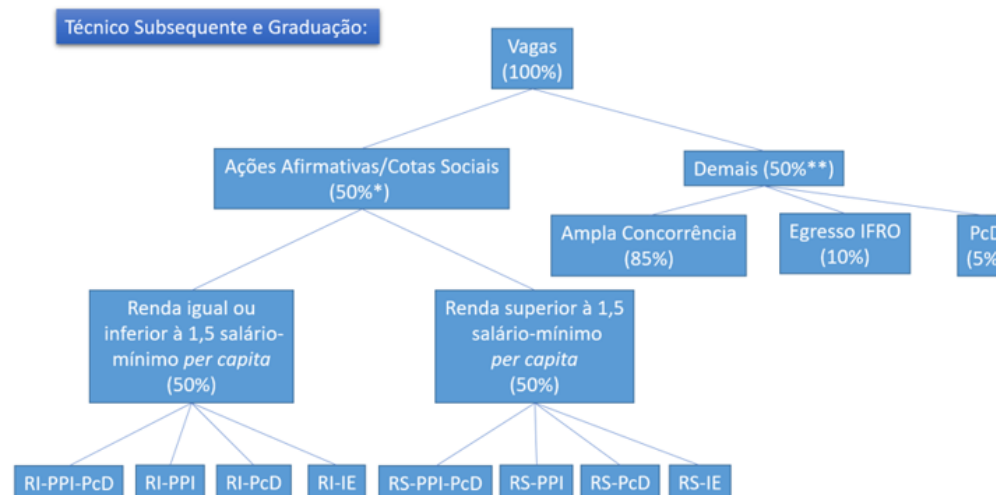 Técnico Subsequente e Graduação:
Vagas
(100%)
Ações Afirmativas/Cotas Sociais
(50%*)
Demais (50%**)
Ampla Concorrência
(85%)
Egresso IFRO
(10%)
PcD
(5%
Renda igual ou
inferior à 1,5 salário-
mínimo per capita
(50%)
Renda superior à 1,5
salário-mínimo
per capita
(50%)
RI-PPI-PcD
RI-PPI
RI-PcD
RI-IE
RS-PPI-PcD
RS-PPI
RS-PcD
RS-IE